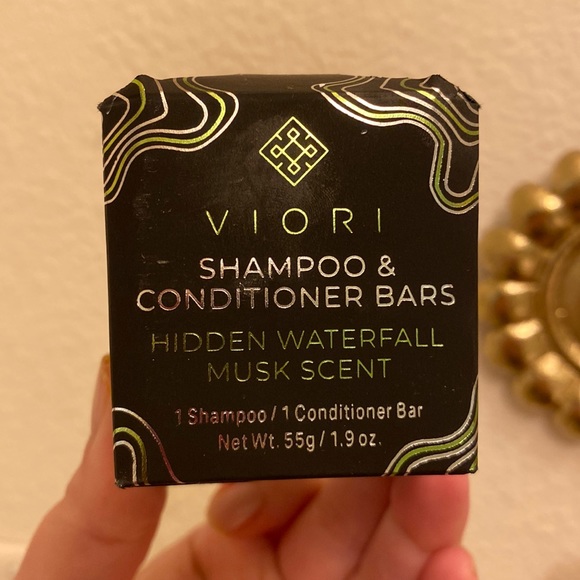 VIORI
SHAMPOO &
CONDITIONER BARS
HIDDEN WATERFALL
MUSK SCENT
1 Shampoo / 1 Conditioner Bar
Net Wt. 55g / 1.9 oz.